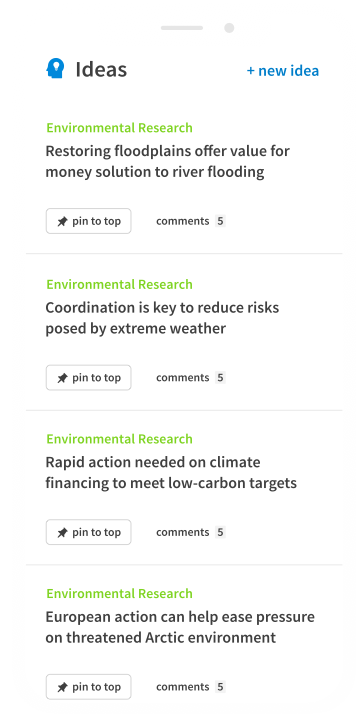 Ideas + new idea
Environmental Research
Restoring floodplains offer value for
money solution to river flooding
pin to top comments 5
Environmental Research
Coordination is key to reduce risks
posed by extreme weather
pin to top comments 5
Environmental Research
Rapid action needed on climate
financing to meet low-carbon targets
pin to top comments 5
Environmental Research
European action can help ease pressure
on threatened Arctic environment
pin to top comments 5